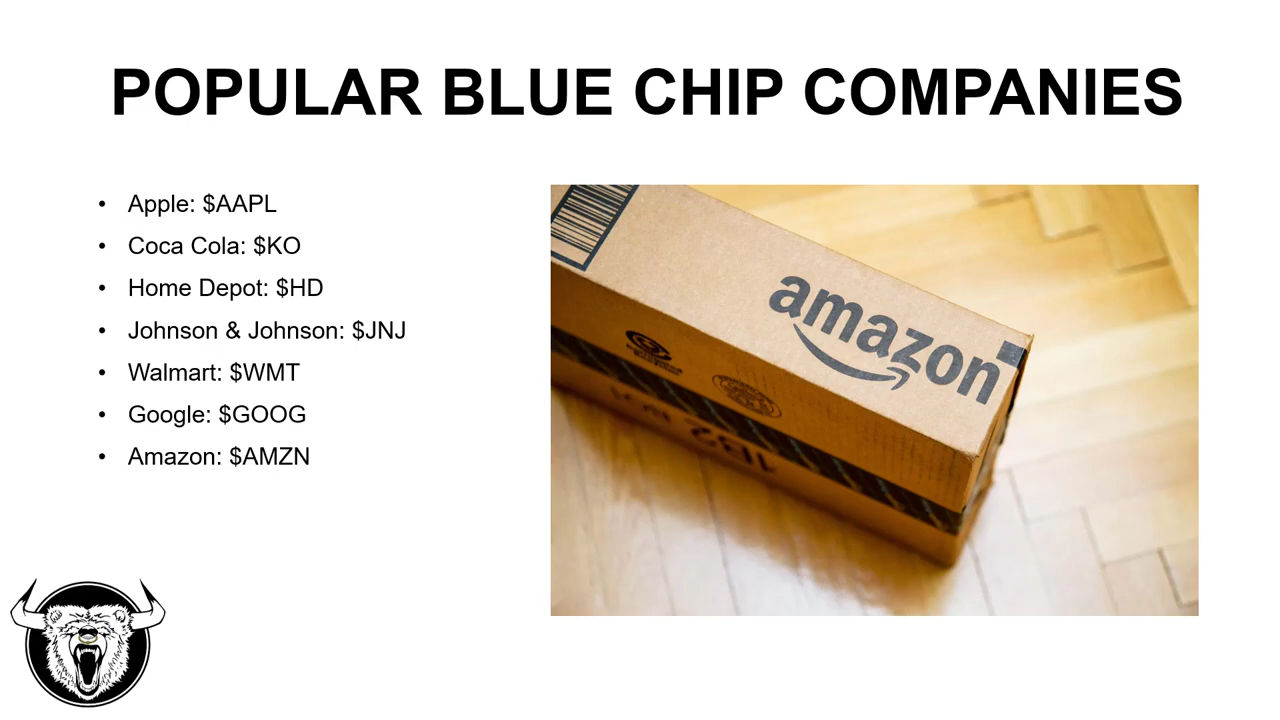 POPULAR BLUE CHIP COMPANIES
• Apple: $AAPL
• Coca Cola: $KO
• Home Depot: $HD
• Johnson & Johnson: $JNJ
• Walmart: $WMT
• Google: $GOOG
• Amazon: $AMZN
amazon
1B2